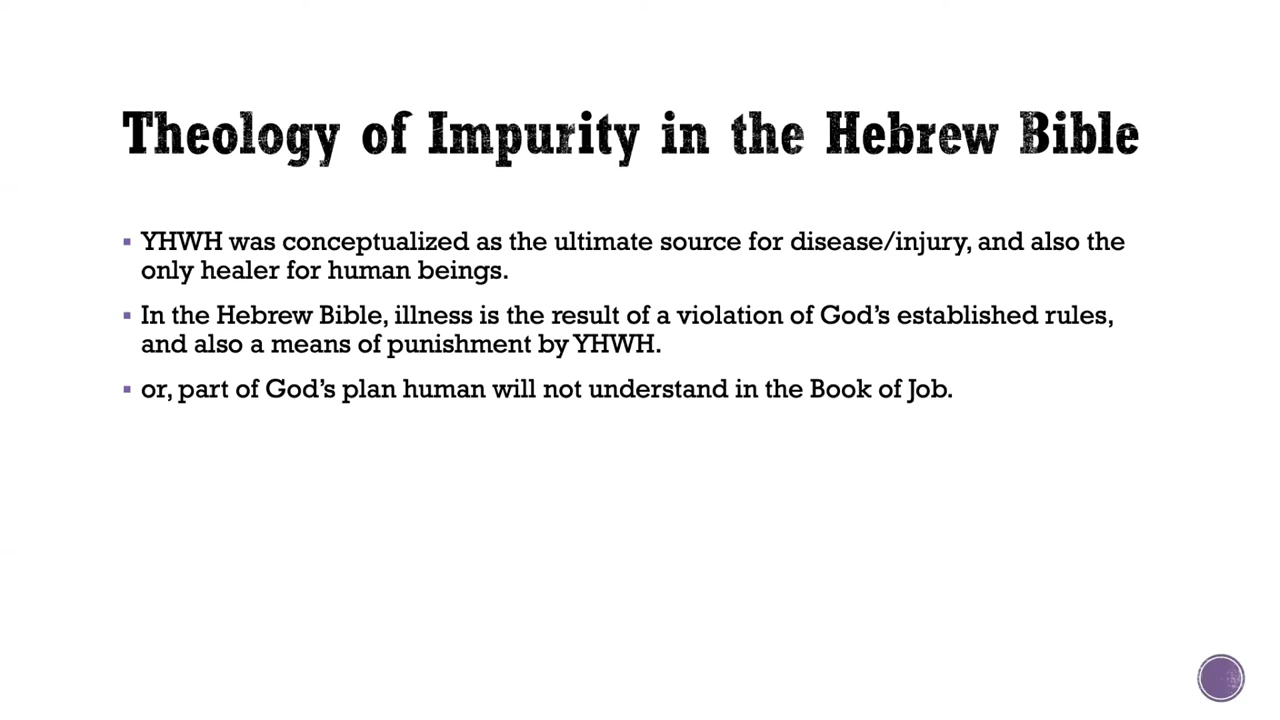 Theology of Impurity in the Hebrew Bible
▪ YHWH was conceptualized as the ultimate source for disease/injury, and also the
only healer for human beings.
▪ In the Hebrew Bible, illness is the result of a violation of God’s established rules,
and also a means of punishment by YHWH.
▪ or, part of God’s plan human will not understand in the Book of Job.